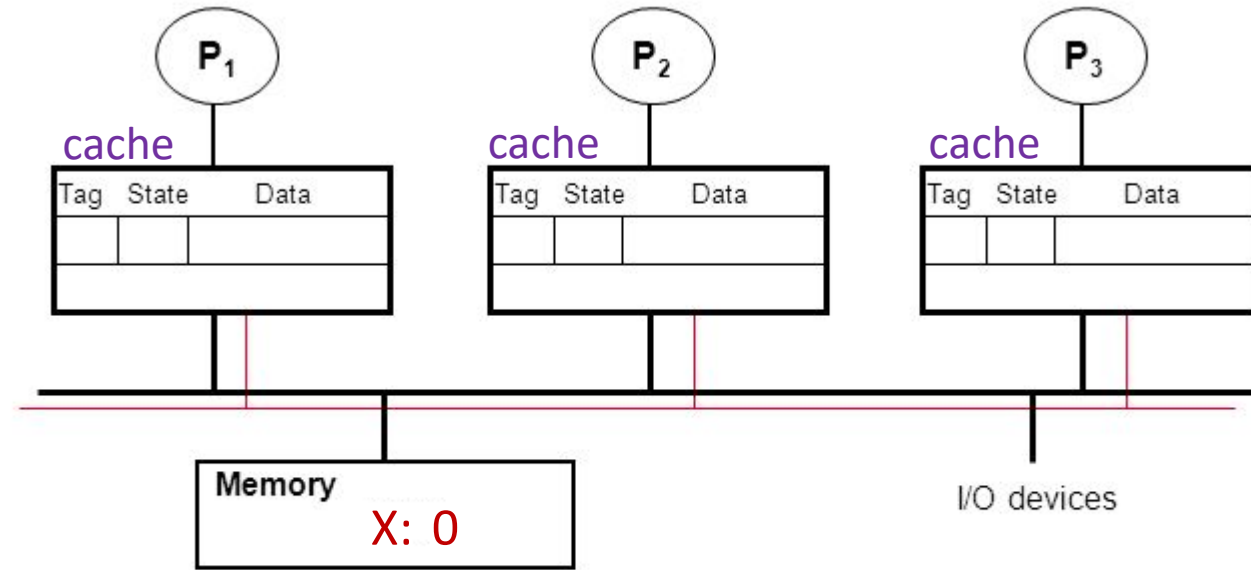 P₁ P₂ P₃
cache cache cache
Tag State Data Tag State Data Tag State Data
Memory
X: 0
I/O devices